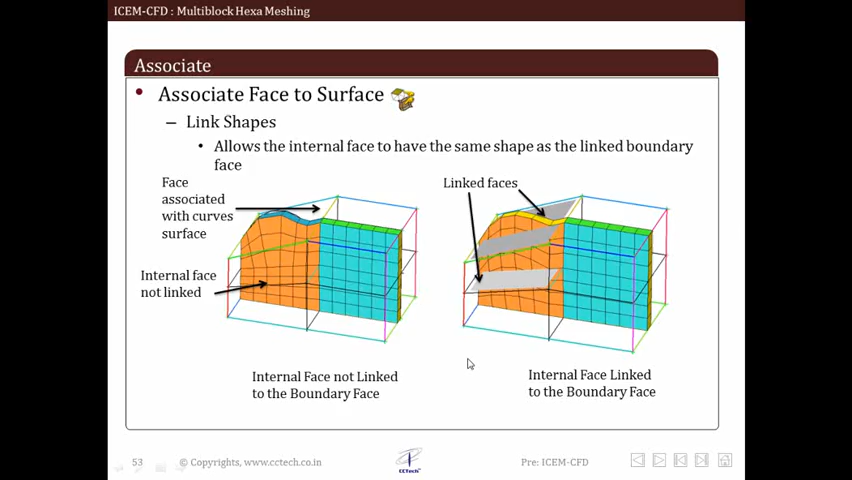 ICEM-CFD : Multiblock Hexa Meshing
Associate
• Associate Face to Surface
– Link Shapes
• Allows the internal face to have the same shape as the linked boundary
face
Face
associated
with curves
surface
Internal face
not linked
Linked faces
Internal Face not Linked
to the Boundary Face
Internal Face Linked
to the Boundary Face
53
© Copyrights, www.cctech.co.in
CCTech
Pre: ICEM-CFD